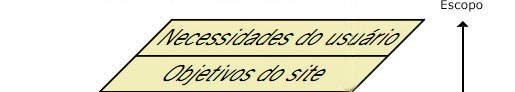 Escopo
Necessidades do usuário
Objetivos do site